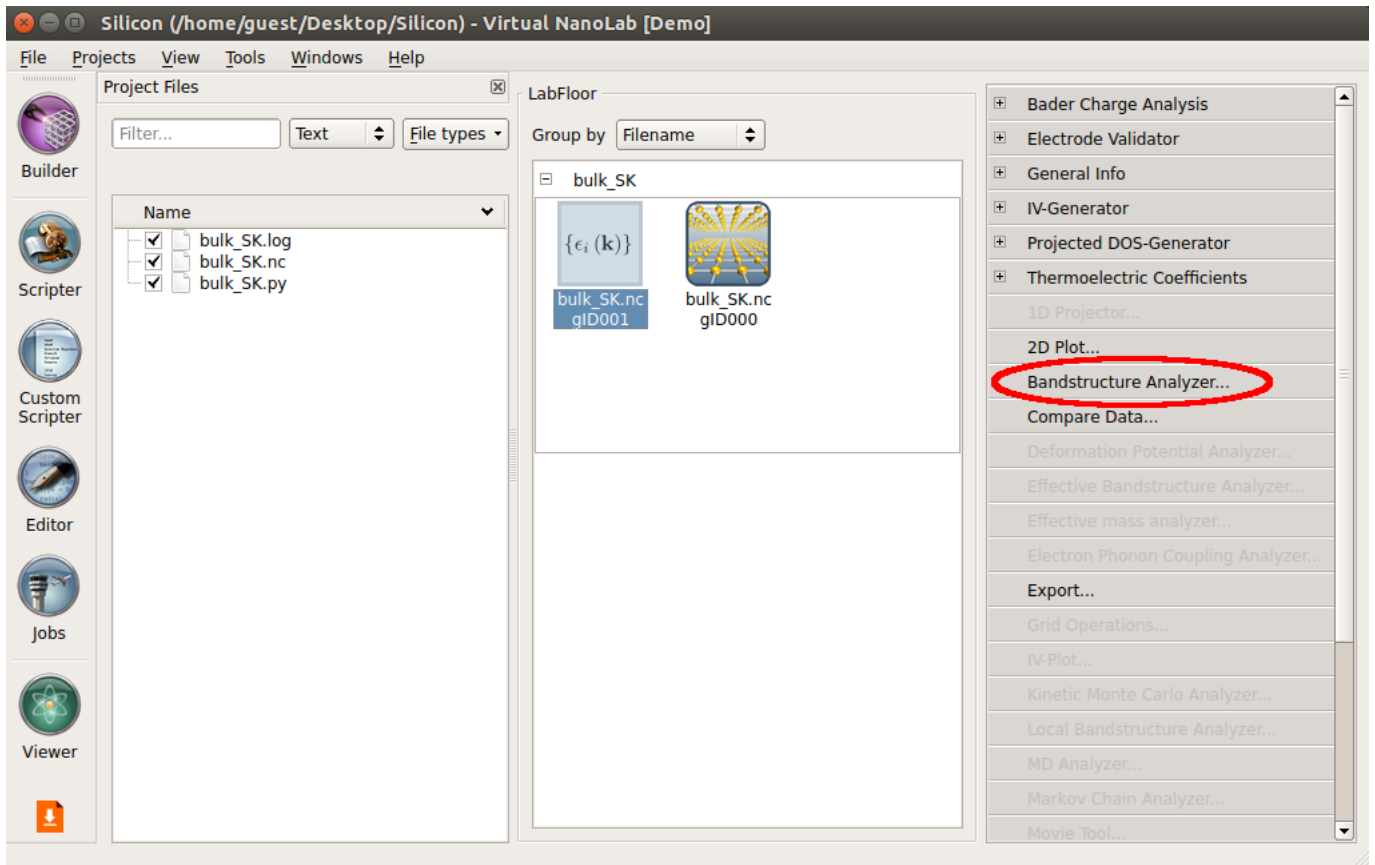 Silicon (/home/guest/Desktop/Silicon) - Virtual NanoLab [Demo]
File Projects View Tools Windows Help
Builder
Scripter
Custom
Scripter
Editor
Jobs
Viewer
Project Files
Filter... Text File types
Name
bulk_SK.log
bulk_SK.nc
bulk_SK.py
LabFloor
Group by Filename
bulk_SK
{ϵᵢ (k)}
bulk_SK.nc
gID001
bulk_SK.nc
gID000
Bader Charge Analysis
Electrode Validator
General Info
IV-Generator
Projected DOS-Generator
Thermoelectric Coefficients
1D Projector...
2D Plot...
Bandstructure Analyzer...
Compare Data...
Deformation Potential Analyzer...
Effective Bandstructure Analyzer...
Effective mass analyzer...
Electron Phonon Coupling Analyzer...
Export...
Grid Operations...
IV-Plot...
Kinetic Monte Carlo Analyzer...
Local Bandstructure Analyzer...
MD Analyzer...
Markov Chain Analyzer...
Movie Tool...